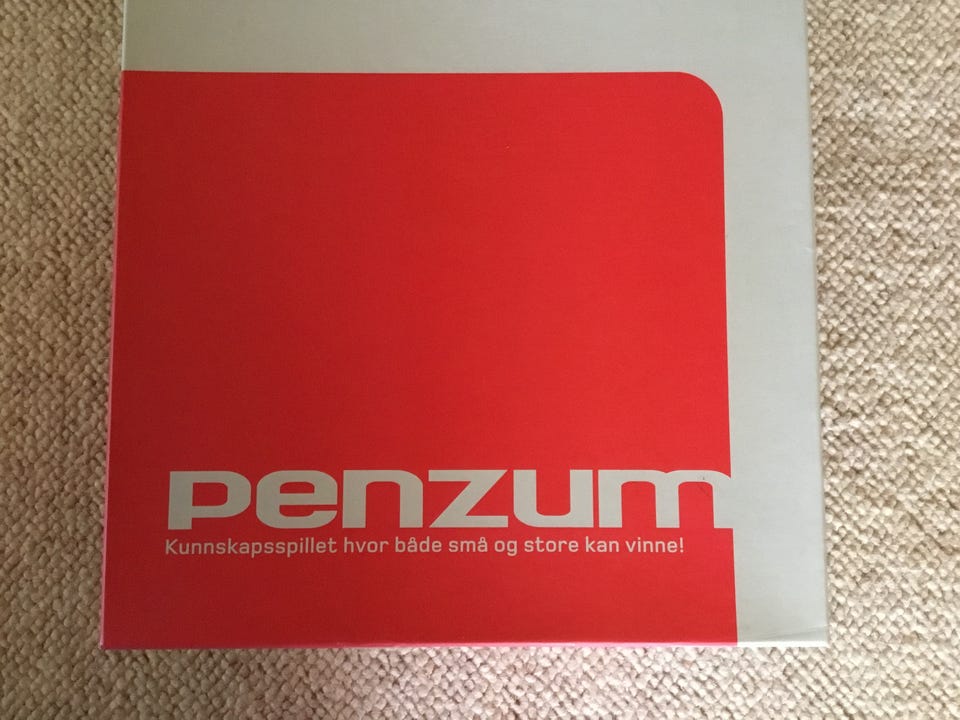 penzum
Kunnskapsspillet hvor både små og store kan vinne!